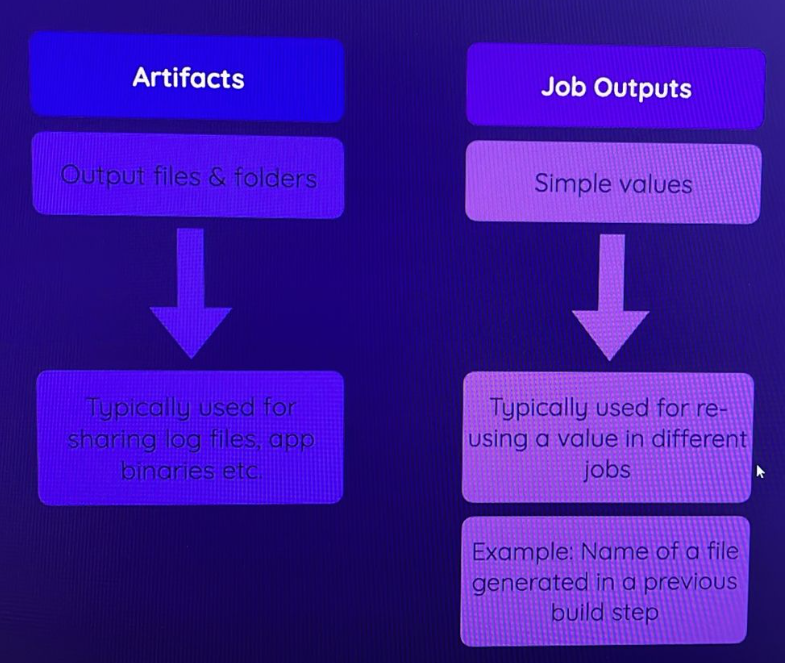 Artifacts
Output files & folders
Typically used for
sharing log files, app
binaries etc.
Job Outputs
Simple values
Typically used for re-
using a value in different
jobs
Example: Name of a file
generated in a previous
build step